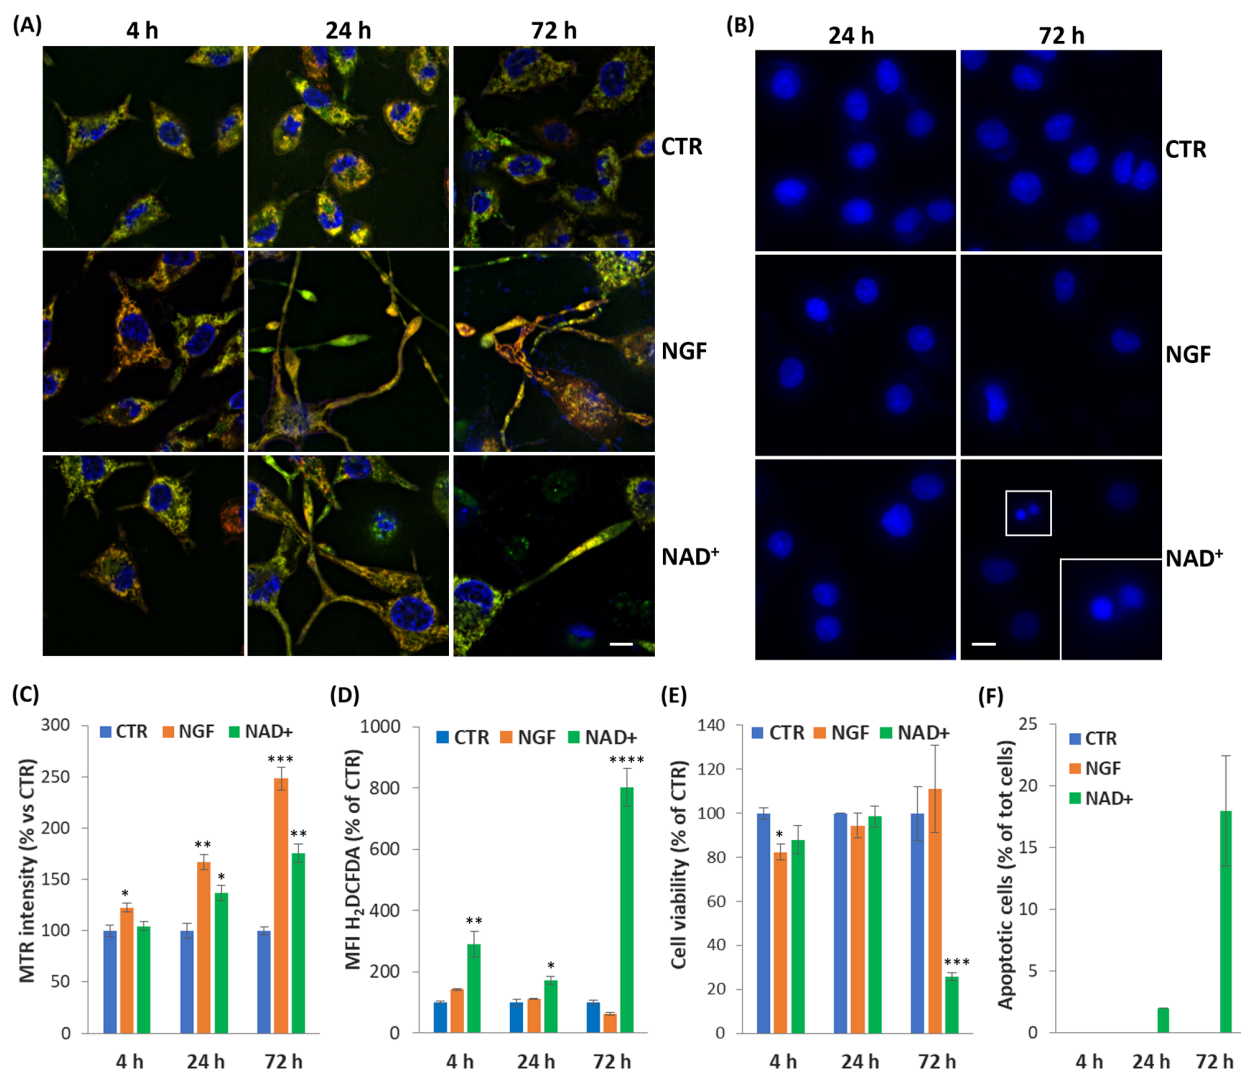 (A)
4 h 24 h 72 h
CTR
NGF
NAD⁺
(B)
24 h 72 h
CTR
NGF
NAD⁺
(C)
MTR intensity (% vs CTR)
CTR NGF NAD+
300
250
200
150
100
50
0
*
**
*
***
**
4 h 24 h 72 h
(D)
MFI H₂DCFDA (% of CTR)
CTR NGF NAD+
1000
800
600
400
200
0
**
*
****
4 h 24 h 72 h
(E)
Cell viability (% of CTR)
CTR NGF NAD+
140
120
100
80
60
40
20
0
*
***
4 h 24 h 72 h
(F)
Apoptotic cells (% of tot cells)
CTR
NGF
NAD+
25
20
15
10
5
0
4 h 24 h 72 h